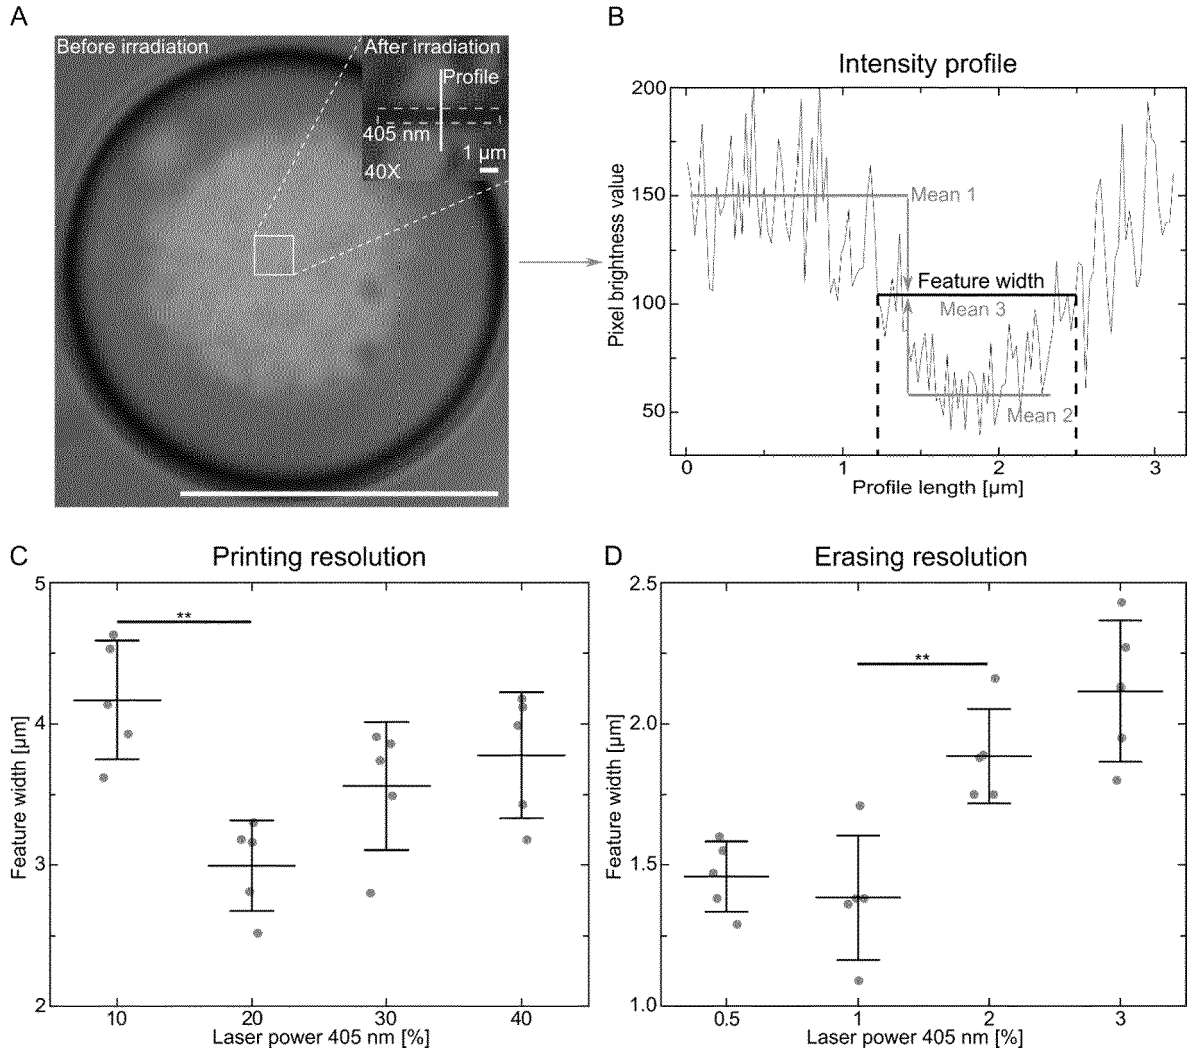 A
Before irradiation
After irradiation
Profile
405 nm
1 µm
40X
B
Intensity profile
Pixel brightness value
200
150
100
50
Mean 1
Feature width
Mean 3
Mean 2
0 1 2 3
Profile length [µm]
C
Printing resolution
Feature width [µm]
5
4
3
2
**
10 20 30 40
Laser power 405 nm [%]
D
Erasing resolution
Feature width [µm]
2.5
2.0
1.5
1.0
**
0.5 1 2 3
Laser power 405 nm [%]